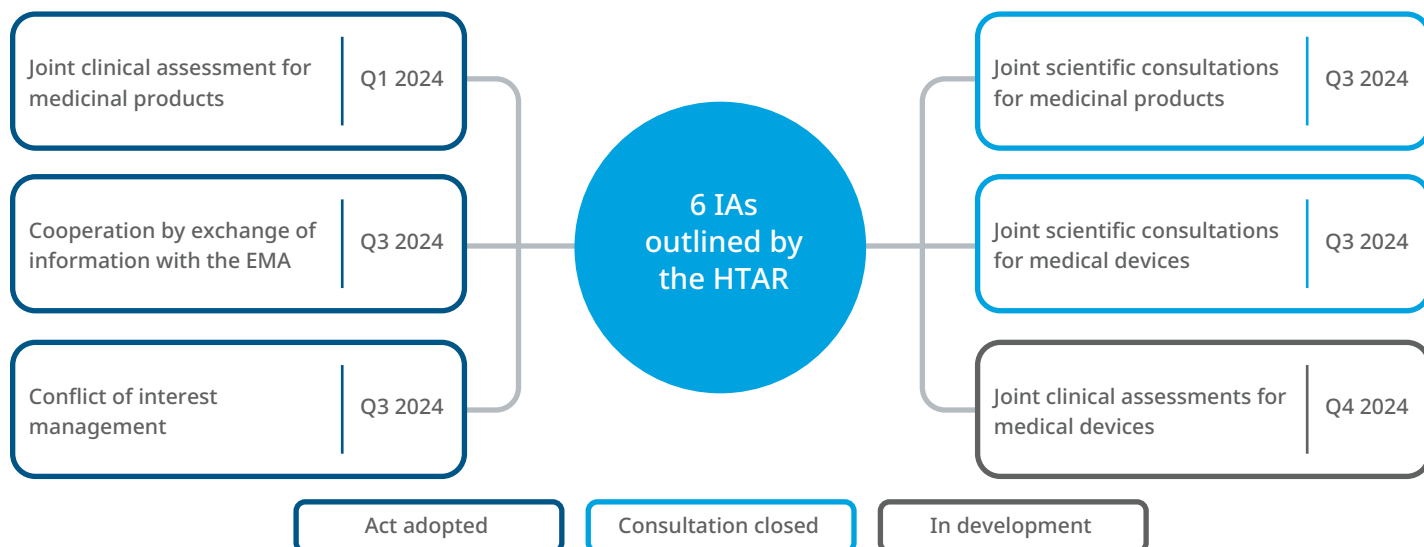 Joint clinical assessment for
medicinal products
Q1 2024
Cooperation by exchange of
information with the EMA
Q3 2024
Conflict of interest
management
Q3 2024
6 IAs
outlined by
the HTAR
Joint scientific consultations
for medicinal products
Q3 2024
Joint scientific consultations
for medical devices
Q3 2024
Joint clinical assessments for
medical devices
Q4 2024
Act adopted
Consultation closed
In development